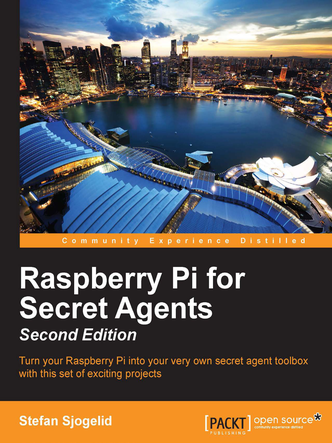 Community Experience Distilled
Raspberry Pi for
Secret Agents
Second Edition
Turn your Raspberry Pi into your very own secret agent toolbox
with this set of exciting projects
Stefan Sjogelid
[PACKT] open source*
PUBLISHING